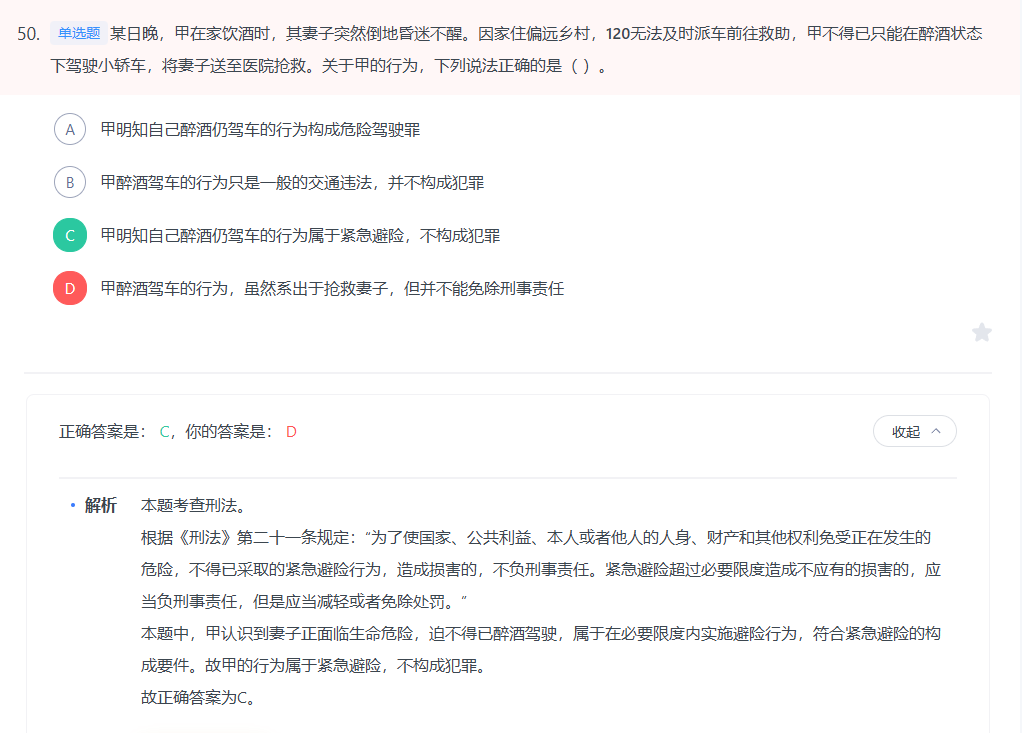 50. 单选题 某日晚，甲在家饮酒时，其妻子突然倒地昏迷不醒。因家住偏远乡村，120无法及时派车前往救助，甲不得已只能在醉酒状态
下驾驶小轿车，将妻子送至医院抢救。关于甲的行为，下列说法正确的是（ ）。
A 甲明知自己醉酒仍驾车的行为构成危险驾驶罪
B 甲醉酒驾车的行为只是一般的交通违法，并不构成犯罪
C 甲明知自己醉酒仍驾车的行为属于紧急避险，不构成犯罪
D 甲醉酒驾车的行为，虽然系出于抢救妻子，但并不能免除刑事责任
正确答案是： C，你的答案是： D
收起
解析 本题考查刑法。
根据《刑法》第二十一条规定：“为了使国家、公共利益、本人或者他人的人身、财产和其他权利免受正在发生的
危险，不得已采取的紧急避险行为，造成损害的，不负刑事责任。紧急避险超过必要限度造成不应有的损害的，应
当负刑事责任，但是应当减轻或者免除处罚。”
本题中，甲认识到妻子正面临生命危险，迫不得已醉酒驾驶，属于在必要限度内实施避险行为，符合紧急避险的构
成要件。故甲的行为属于紧急避险，不构成犯罪。
故正确答案为C。